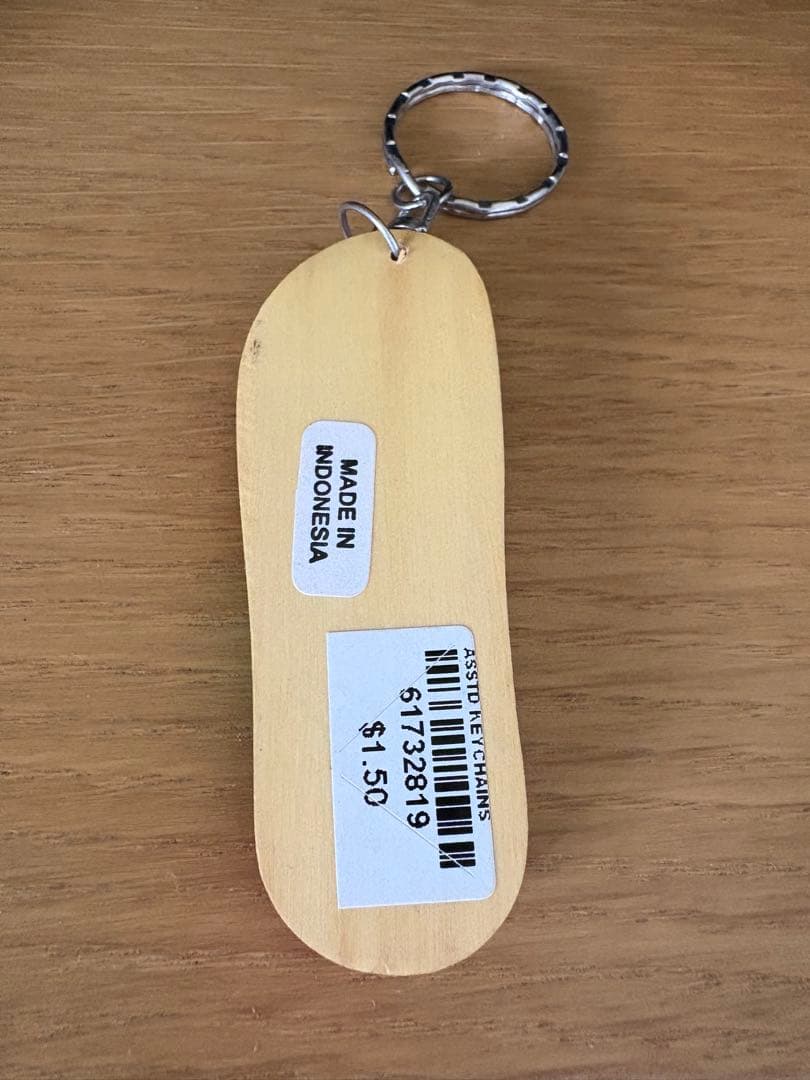 MADE IN
INDONESIA
ASSTD KEYCHAINS
61732819
$1.50